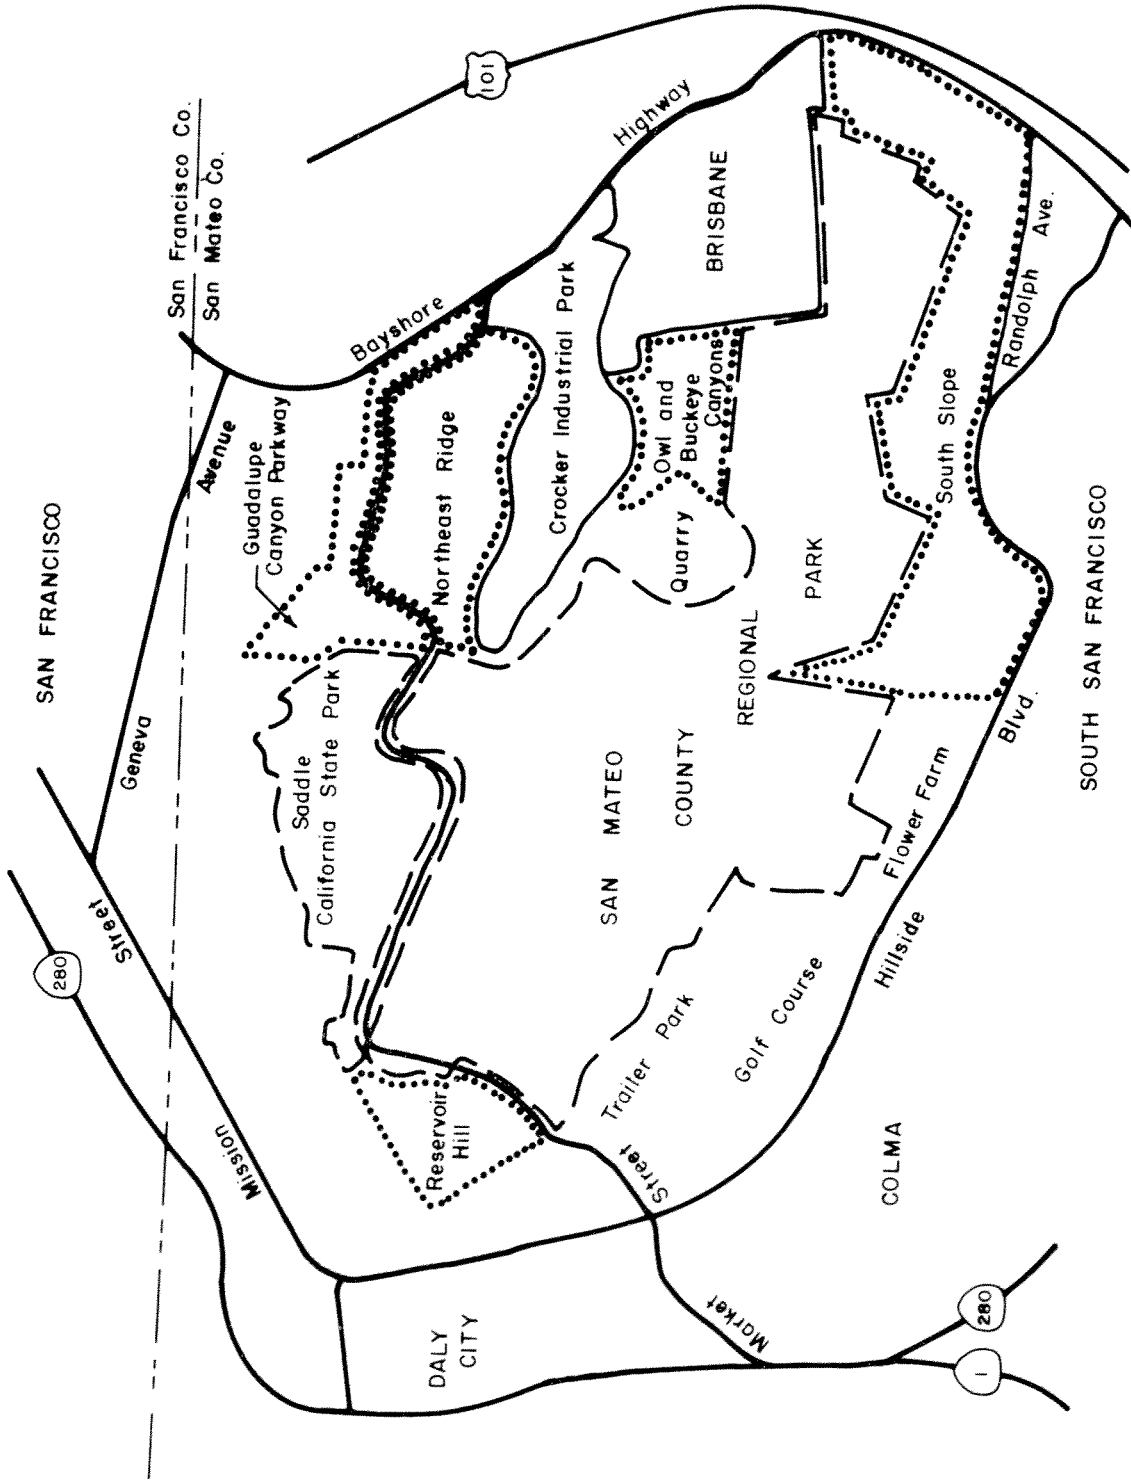 SAN FRANCISCO
San Francisco Co.
San Mateo Co.
280
Mission
Street
Geneva
Avenue
Bayshore
Highway
101
Guadalupe
Canyon Parkway
Saddle
California State Park
Northeast Ridge
Crocker Industrial Park
BRISBANE
Reservoir
Hill
DALY
CITY
Owl and
Buckeye
Canyons
Quarry
SAN MATEO
COUNTY
REGIONAL
PARK
Market
Street
Trailer Park
Golf Course
Flower Farm
South Slope
Randolph
Ave.
Hillside
Blvd.
COLMA
SOUTH SAN FRANCISCO
280
1